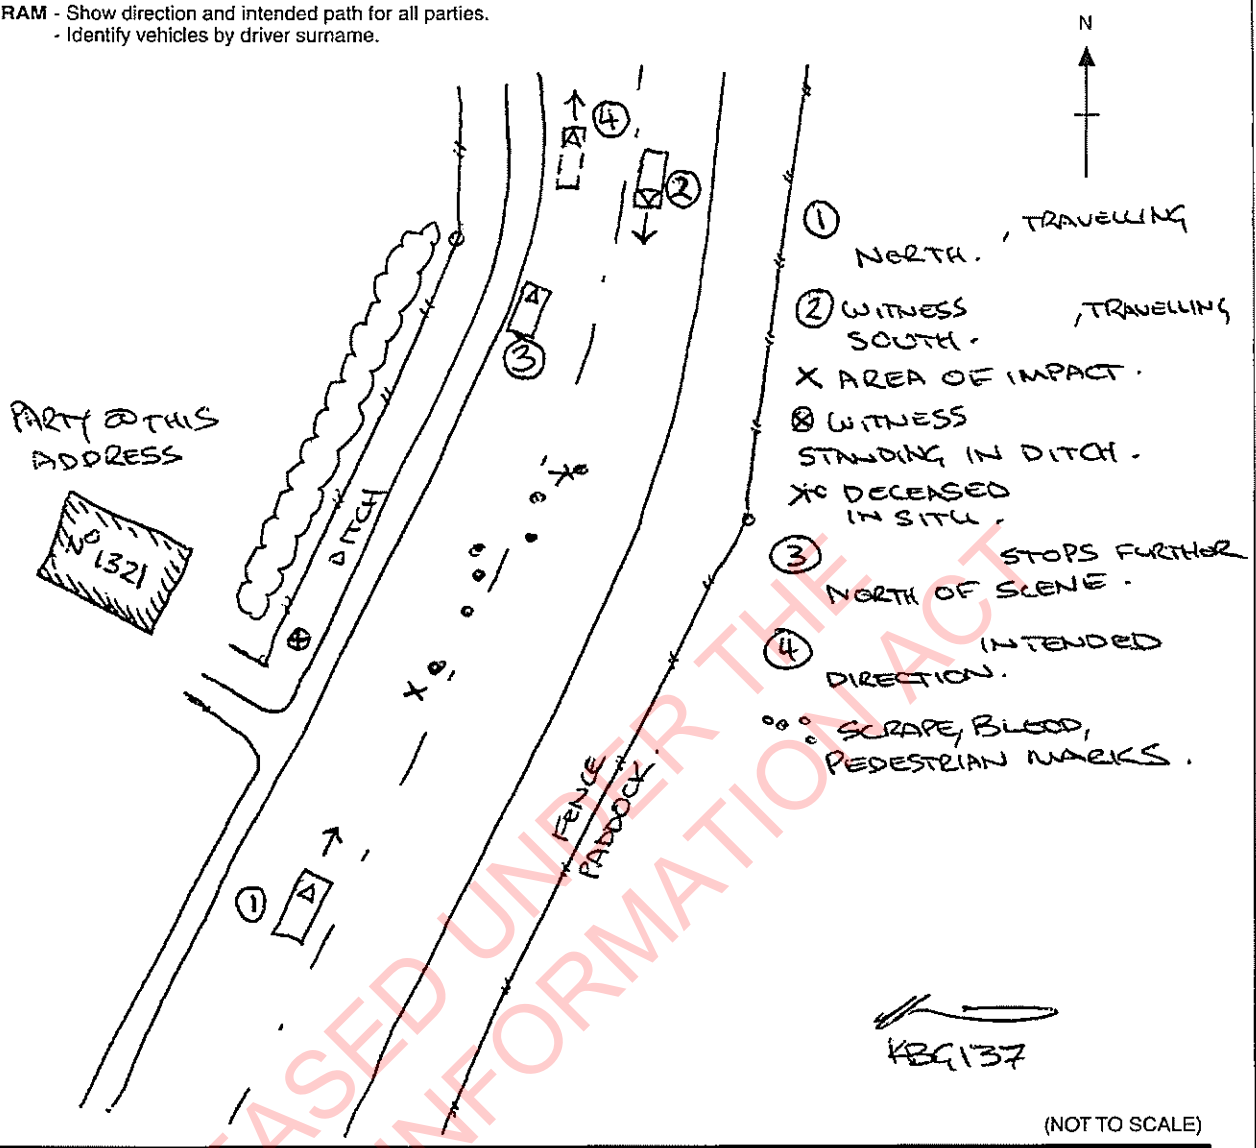 RAM - Show direction and intended path for all parties.
- Identify vehicles by driver surname.
N
4
2
3
1
PARTY @ THIS
ADDRESS
Nº 1321
DITCH
FENCE
PADDOCK.
① , TRAVELLING
NORTH.
② WITNESS , TRAVELLING
SOUTH.
X AREA OF IMPACT.
⊗ WITNESS
STANDING IN DITCH.
DECEASED
IN SITU.
③ STOPS FURTHER
NORTH OF SCENE.
④ INTENDED
DIRECTION.
SCRAPE, BLOOD,
PEDESTRIAN MARKS.
KBG137
(NOT TO SCALE)
EASED UNDER THE
INFORMATION ACT